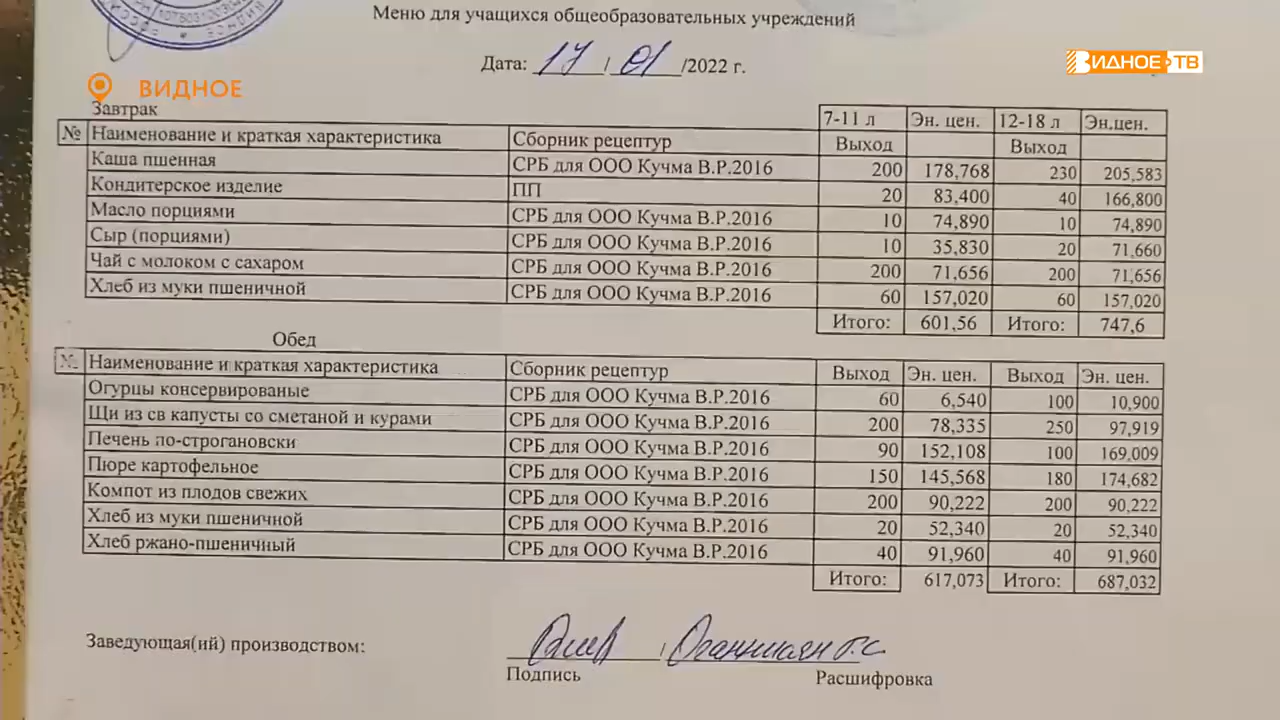 Меню для учащихся общеобразовательных учреждений
Дата: 17 / 01 /2022 г.
ВИДНОЕ
ВИДНОЕ ТВ
Завтрак
7-11 л Эн. цен. 12-18 л Эн.цен.
№ Наименование и краткая характеристика Сборник рецептур Выход Выход
Каша пшенная СРБ для ООО Кучма В.Р.2016 200 178,768 230 205,583
Кондитерское изделие ПП 20 83,400 40 166,800
Масло порциями СРБ для ООО Кучма В.Р.2016 10 74,890 10 74,890
Сыр (порциями) СРБ для ООО Кучма В.Р.2016 10 35,830 20 71,660
Чай с молоком с сахаром СРБ для ООО Кучма В.Р.2016 200 71,656 200 71,656
Хлеб из муки пшеничной СРБ для ООО Кучма В.Р.2016 60 157,020 60 157,020
Итого: 601,56 Итого: 747,6
Обед
№ Наименование и краткая характеристика Сборник рецептур Выход Эн. цен. Выход Эн. цен.
Огурцы консервированые СРБ для ООО Кучма В.Р.2016 60 6,540 100 10,900
Щи из св капусты со сметаной и курами СРБ для ООО Кучма В.Р.2016 200 78,335 250 97,919
Печень по-строгановски СРБ для ООО Кучма В.Р.2016 90 152,108 100 169,009
Пюре картофельное СРБ для ООО Кучма В.Р.2016 150 145,568 180 174,682
Компот из плодов свежих СРБ для ООО Кучма В.Р.2016 200 90,222 200 90,222
Хлеб из муки пшеничной СРБ для ООО Кучма В.Р.2016 20 52,340 20 52,340
Хлеб ржано-пшеничный СРБ для ООО Кучма В.Р.2016 40 91,960 40 91,960
Итого: 617,073 Итого: 687,032
Заведующая(ий) производством:
Подпись Расшифровка